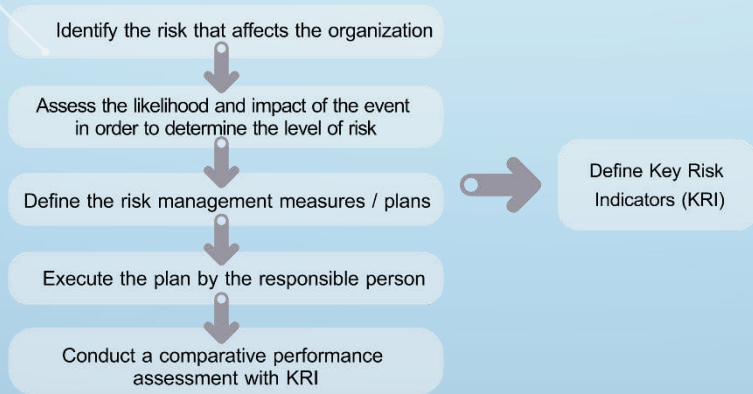 Identify the risk that affects the organization
Assess the likelihood and impact of the event
in order to determine the level of risk
Define the risk management measures / plans
Define Key Risk
Indicators (KRI)
Execute the plan by the responsible person
Conduct a comparative performance
assessment with KRI